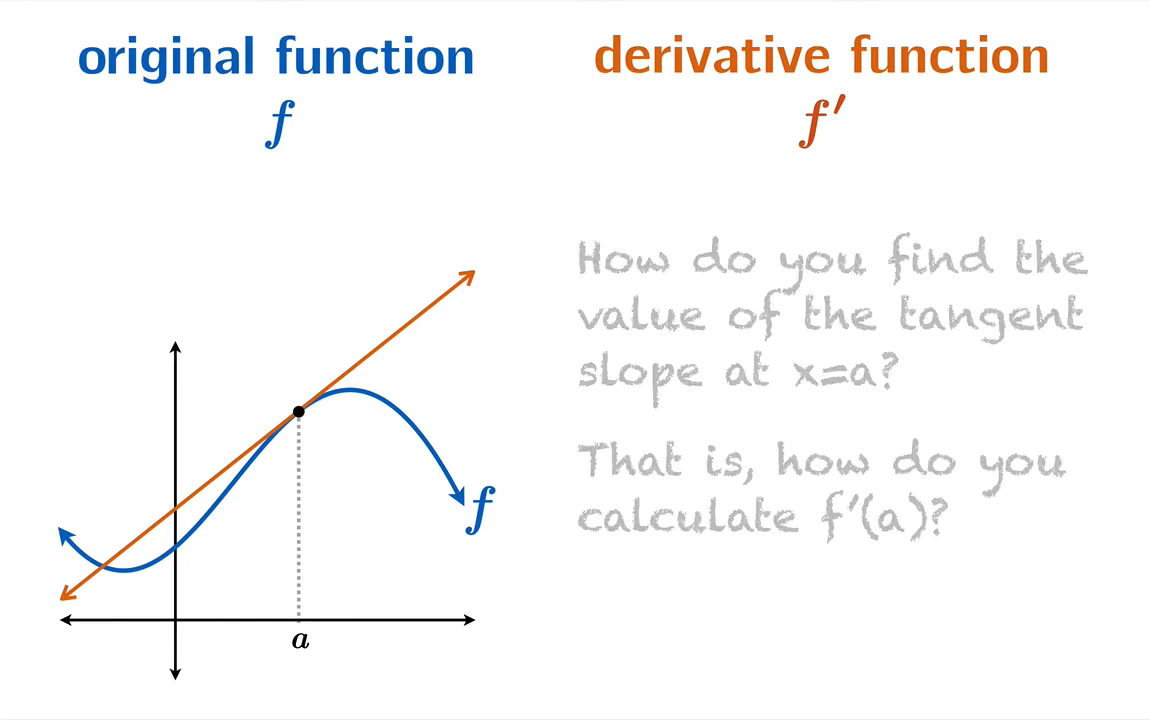 original function
f
derivative function
f′
How do you find the
value of the tangent
slope at x=a?
That is, how do you
calculate f′(a)?
f
a